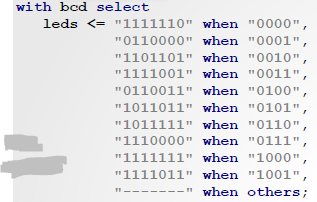 with bcd select
leds <= "1111110" when "0000",
"0110000" when "0001",
"1101101" when "0010",
"1111001" when "0011",
"0110011" when "0100",
"1011011" when "0101",
"1011111" when "0110",
"1110000" when "0111",
"1111111" when "1000",
"1111011" when "1001",
"-------" when others;